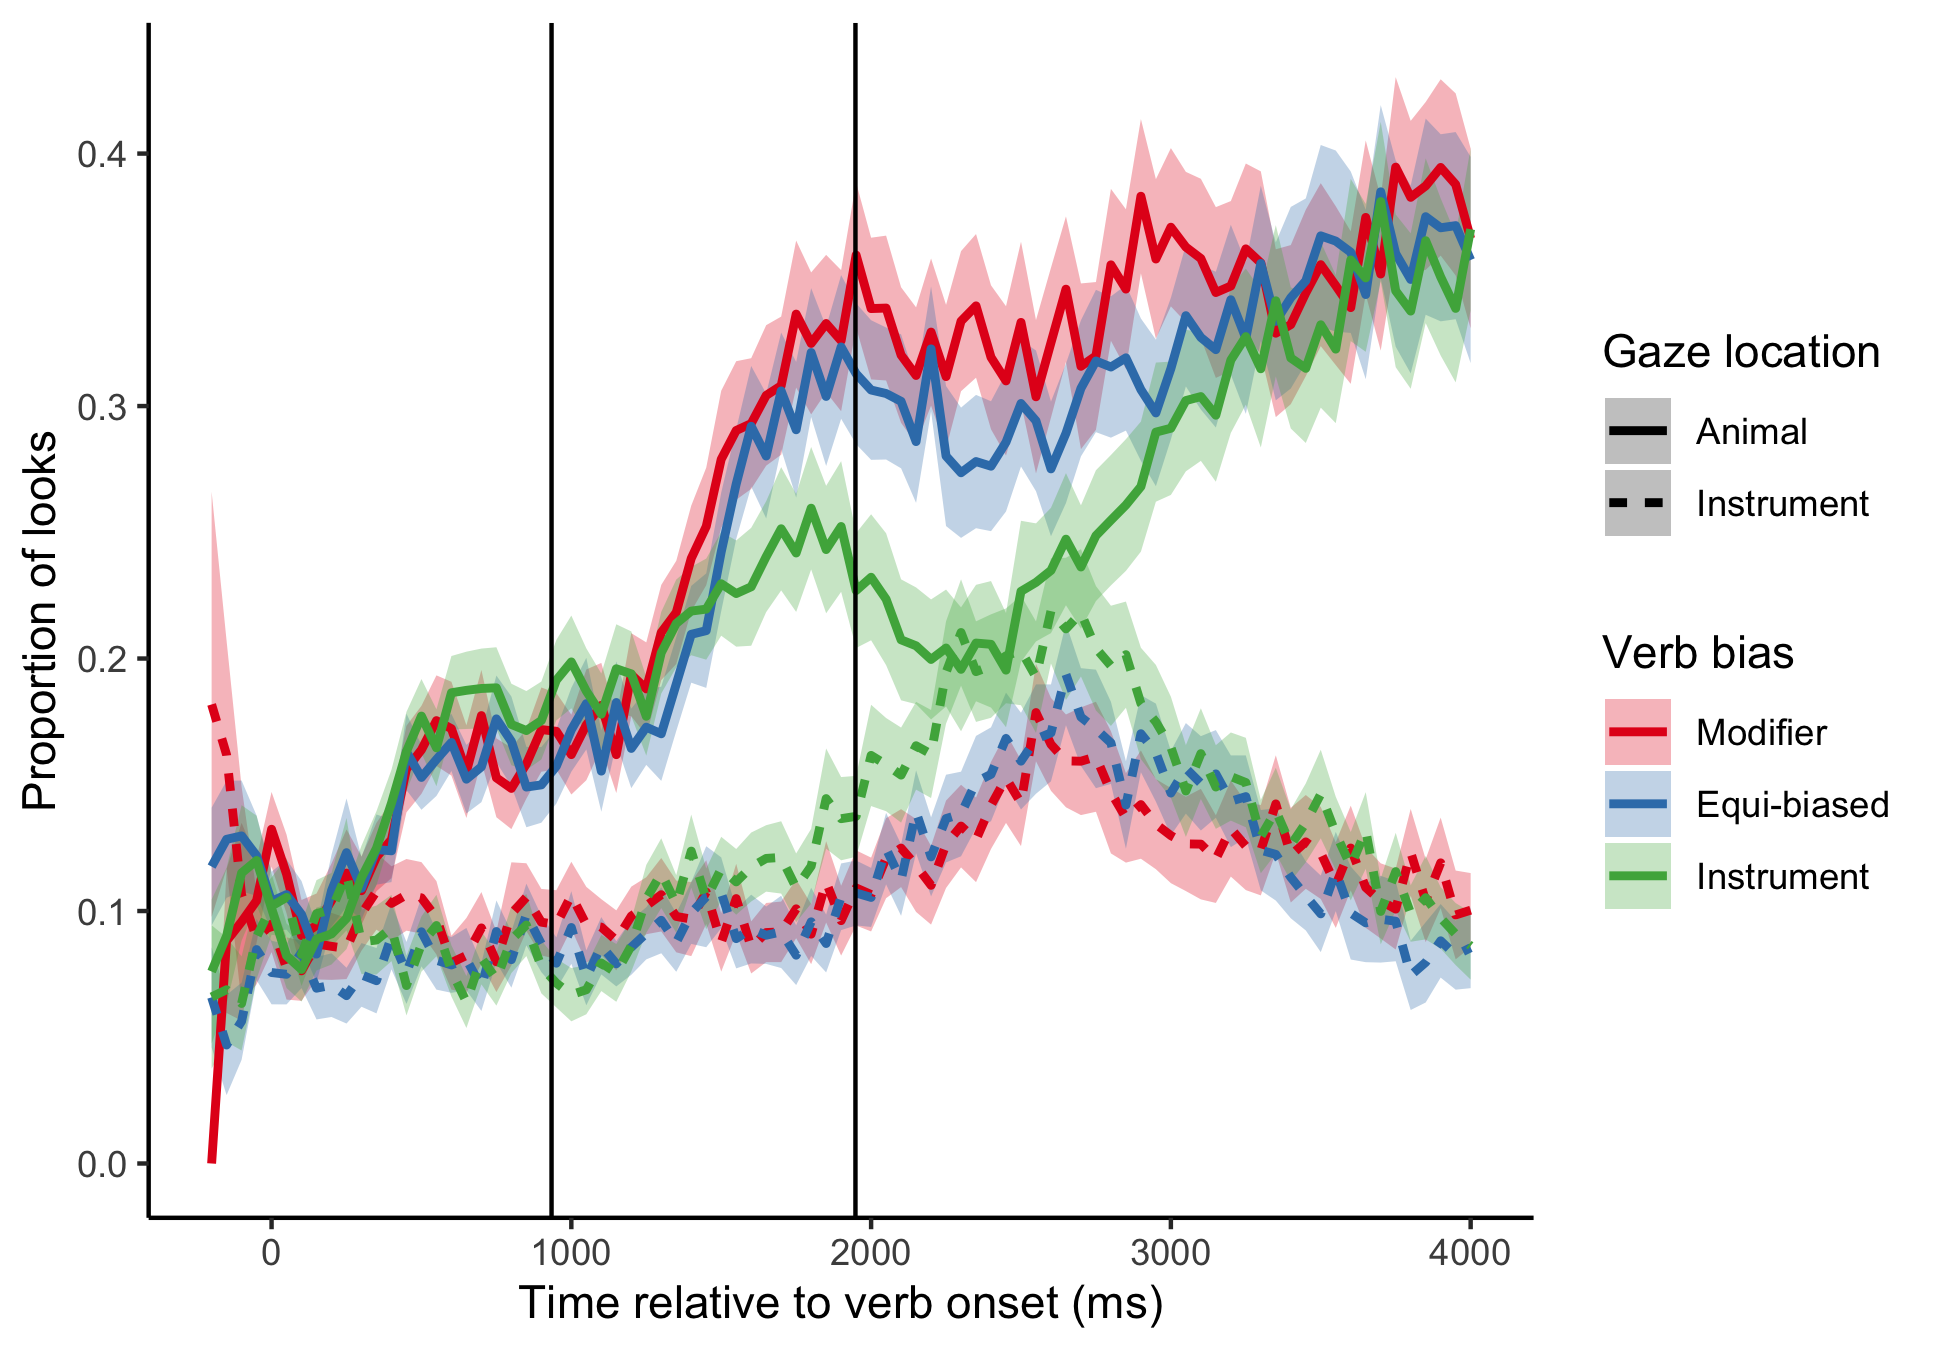 Proportion of looks
0.4
0.3
0.2
0.1
0.0
0 1000 2000 3000 4000
Time relative to verb onset (ms)
Gaze location
Animal
Instrument
Verb bias
Modifier
Equi-biased
Instrument